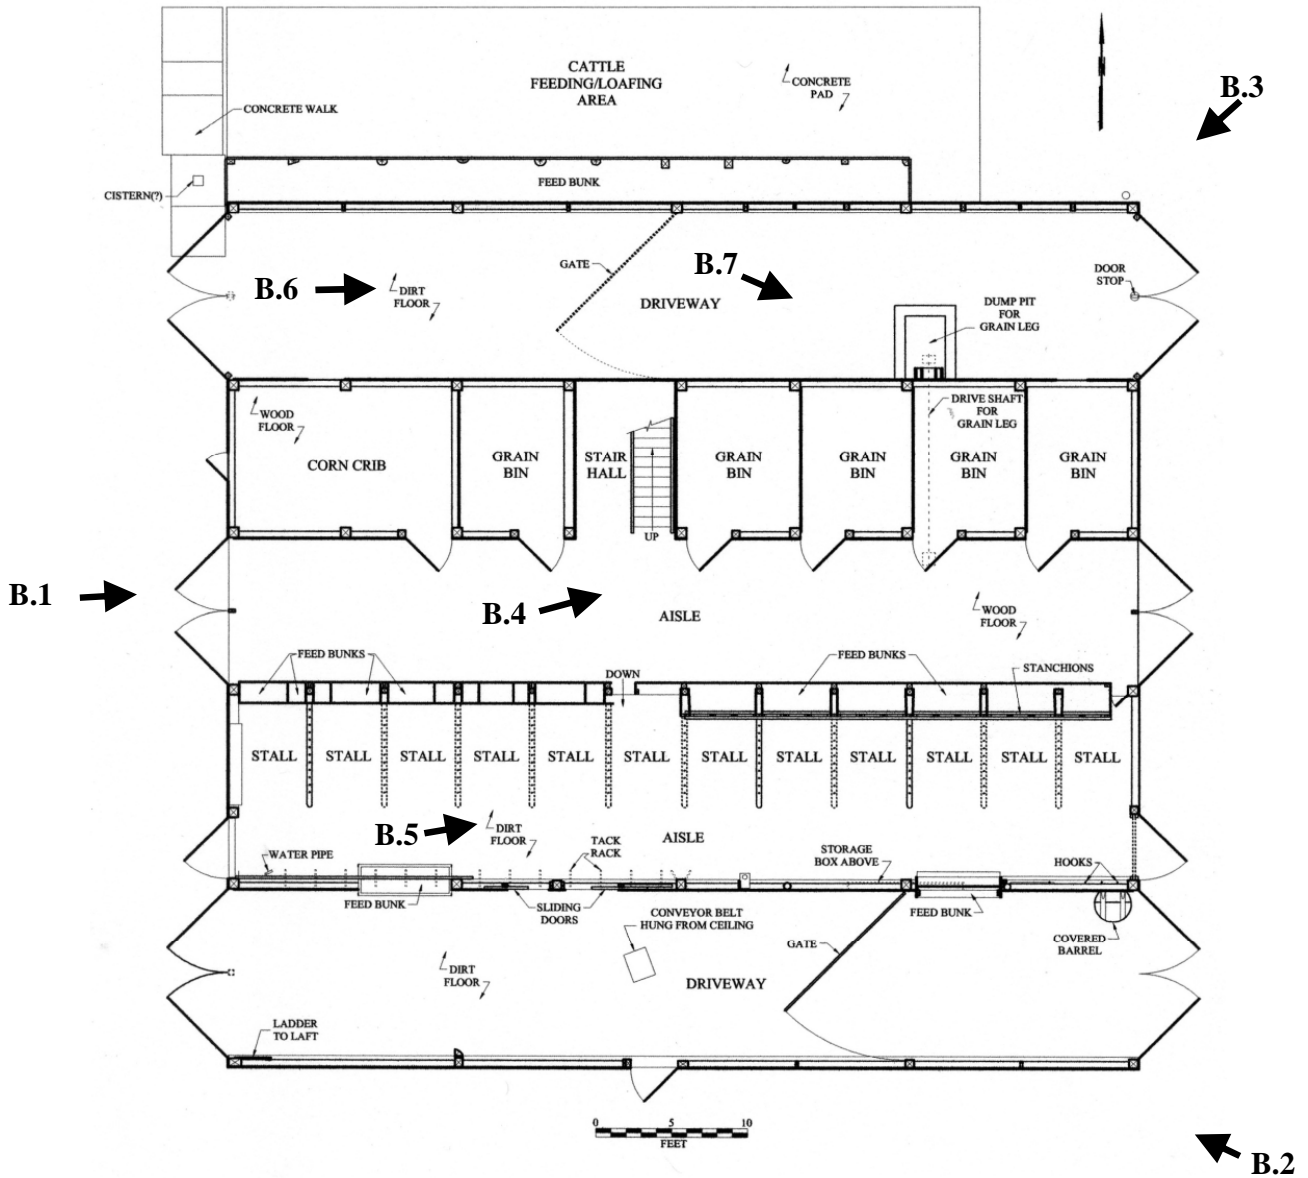 CATTLE
FEEDING/LOAFING
AREA
CONCRETE
PAD
N
B.3
CONCRETE WALK
CISTERN(?)
FEED BUNK
GATE
B.6
DIRT
FLOOR
B.7
DRIVEWAY
DOOR
STOP
DUMP PIT
FOR
GRAIN LEG
WOOD
FLOOR
DRIVE SHAFT
FOR
GRAIN LEG
CORN CRIB
GRAIN
BIN
STAIR
HALL
GRAIN
BIN
GRAIN
BIN
GRAIN
BIN
GRAIN
BIN
UP
B.1
B.4
AISLE
WOOD
FLOOR
FEED BUNKS
DOWN
FEED BUNKS
STANCHIONS
STALL STALL STALL STALL STALL STALL STALL STALL STALL STALL STALL STALL
B.5
DIRT
FLOOR
TACK
RACK
AISLE
STORAGE
BOX ABOVE
WATER PIPE
HOOKS
FEED BUNK
SLIDING
DOORS
CONVEYOR BELT
HUNG FROM CEILING
FEED BUNK
GATE
COVERED
BARREL
DIRT
FLOOR
DRIVEWAY
LADDER
TO LAFT
0 5 10
FEET
B.2